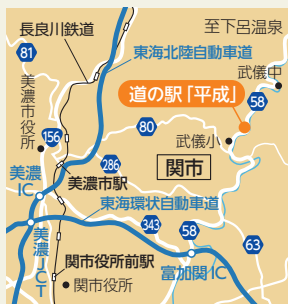 長良川鉄道
至下呂温泉
81
東海北陸自動車道
武儀中
美濃市役所
道の駅「平成」
58
156
80
武儀小
286
関市
美濃IC
美濃市駅
東海環状自動車道
343
58
美濃JCT
63
関市役所前駅
富加関IC
関市役所